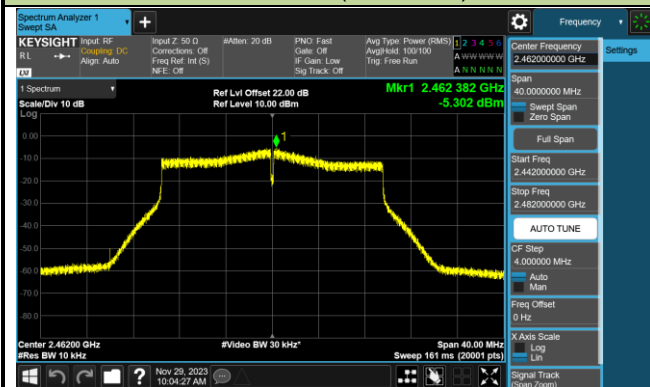 Spectrum Analyzer 1
Swept SA
+
Frequency
KEYSIGHT
Input: RF
Coupling: DC
Align: Auto
Input Z: 50 Ω
Corrections: Off
Freq Ref: Int (S)
NFE: Off
#Atten: 20 dB
PNO: Fast
Gate: Off
IF Gain: Low
Sig Track: Off
Avg Type: Power (RMS)
Avg|Hold: 100/100
Trig: Free Run
1 2 3 4 5 6
A W W W W W
A N N N N N
R L
LXI
1 Spectrum
Scale/Div 10 dB
Log
Ref Lvl Offset 22.00 dB
Ref Level 10.00 dBm
Mkr1 2.462 382 GHz
-5.302 dBm
1
0.00
-10.0
-20.0
-30.0
-40.0
-50.0
-60.0
-70.0
-80.0
Center 2.46200 GHz
#Res BW 10 kHz
#Video BW 30 kHz*
Span 40.00 MHz
Sweep 161 ms (20001 pts)
Nov 29, 2023
10:04:27 AM
Center Frequency
2.462000000 GHz
Settings
Span
40.0000000 MHz
Swept Span
Zero Span
Full Span
Start Freq
2.442000000 GHz
Stop Freq
2.482000000 GHz
AUTO TUNE
CF Step
4.000000 MHz
Auto
Man
Freq Offset
0 Hz
X Axis Scale
Log
Lin
Signal Track
(Span Zoom)